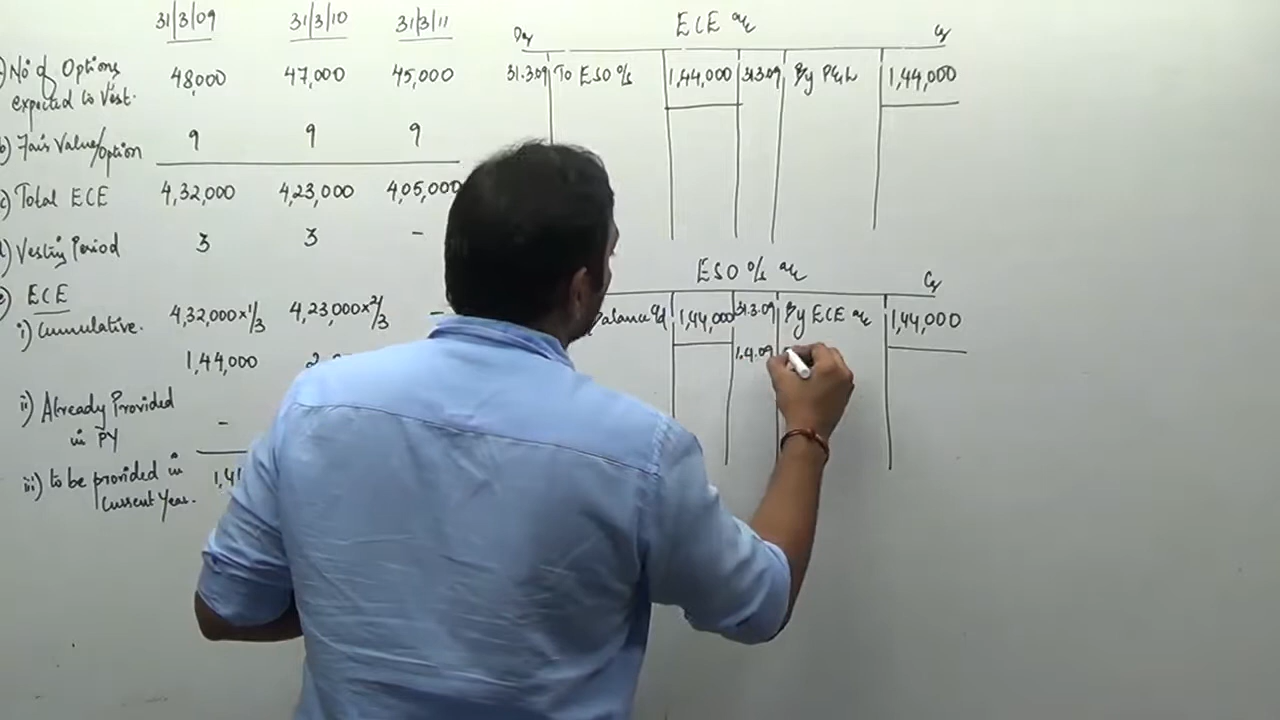 31/3/09 31/3/10 31/3/11
No of Options expected to Vest. 48,000 47,000 45,000
b) Fair Value/option 9 9 9
c) Total ECE 4,32,000 4,23,000 4,05,000
d) Vesting Period 3 3 -
e) ECE
i) Cumulative. 4,32,000x1/3 4,23,000x2/3 -
1,44,000 2
ii) Already Provided in PY -
iii) to be provided in Current Year. 1,4
ECE a/c
Dr Cr
31.3.09 To ESO o/s 1,44,000 31.3.09 By P&L 1,44,000
ESO o/s a/c
Cr
Balance c/d 1,44,000 31.3.09 By ECE a/c 1,44,000
1.4.09